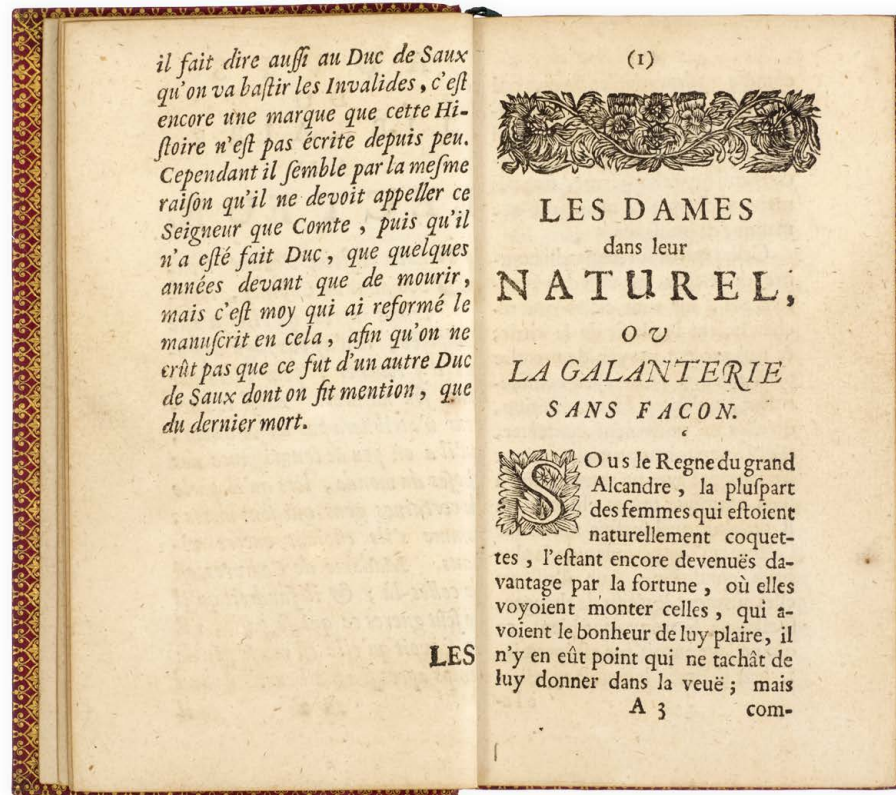 il fait dire auſſi au Duc de Saux
qu'on va baſtir les Invalides, c'eſt
encore une marque que cette Hi-
ſtoire n'eſt pas écrite depuis peu.
Cependant il ſemble par la meſme
raiſon qu'il ne devoit appeller ce
Seigneur que Comte, puis qu'il
n'a eſté fait Duc, que quelques
années devant que de mourir,
mais c'eſt moy qui ai reformé le
manuſcrit en cela, afin qu'on ne
crût pas que ce fut d'un autre Duc
de Saux dont on fit mention, que
du dernier mort.
LES
(1)
LES DAMES
dans leur
NATUREL,
OU
LA GALANTERIE
SANS FACON.
SOus le Regne du grand
Alcandre, la pluſpart
des femmes qui eſtoient
naturellement coquet-
tes, l'eſtant encore devenuës da-
vantage par la fortune, où elles
voyoient monter celles, qui a-
voient le bonheur de luy plaire, il
n'y en eût point qui ne tachât de
luy donner dans la veuë; mais
A 3 com-